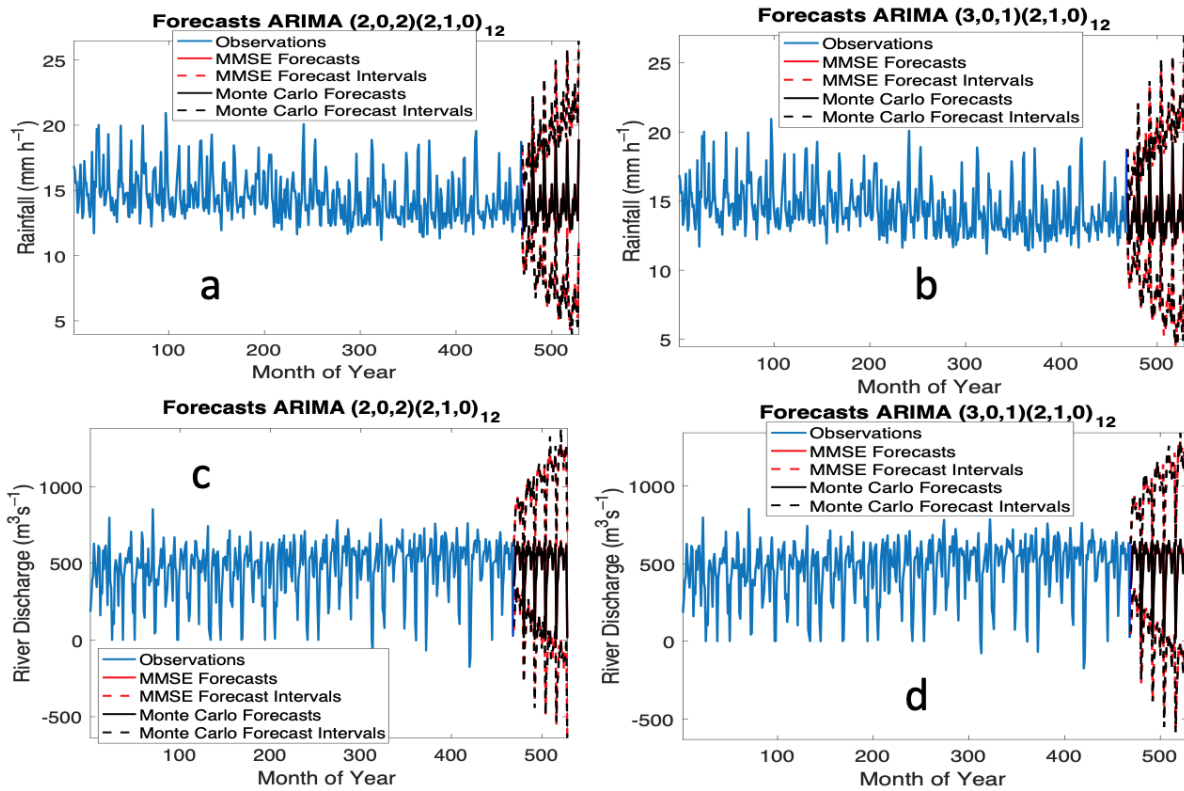 Forecasts ARIMA (2,0,2)(2,1,0)12
Observations
MMSE Forecasts
MMSE Forecast Intervals
Monte Carlo Forecasts
Monte Carlo Forecast Intervals
25
20
15
10
5
Rainfall (mm h−1)
a
100
200
300
400
500
Month of Year
Forecasts ARIMA (3,0,1)(2,1,0)12
Observations
MMSE Forecasts
MMSE Forecast Intervals
Monte Carlo Forecasts
Monte Carlo Forecast Intervals
25
20
15
10
5
Rainfall (mm h−1)
b
100
200
300
400
500
Month of Year
Forecasts ARIMA (2,0,2)(2,1,0)12
c
1000
500
0
-500
River Discharge (m3s−1)
Observations
MMSE Forecasts
MMSE Forecast Intervals
Monte Carlo Forecasts
Monte Carlo Forecast Intervals
100
200
300
400
500
Month of Year
Forecasts ARIMA (3,0,1)(2,1,0)12
Observations
MMSE Forecasts
MMSE Forecast Intervals
Monte Carlo Forecasts
Monte Carlo Forecast Intervals
1000
500
0
-500
River Discharge (m3s−1)
d
100
200
300
400
500
Month of Year